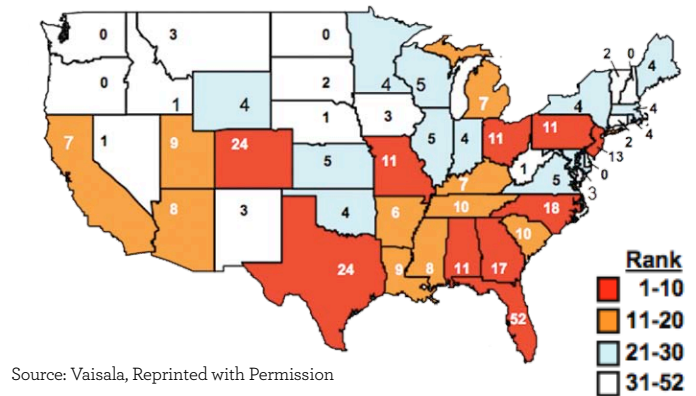 0 3 0
2 0
4
0 2 4 5
1 4 7 4
4
7 1 9 24 1 3 5 4 11 11
2 4
13
5 11 1 5 0
3
7
8 3 4 6 10 18
10
24 9 8 11 17
52
Rank
1-10
11-20
21-30
31-52
Source: Vaisala, Reprinted with Permission